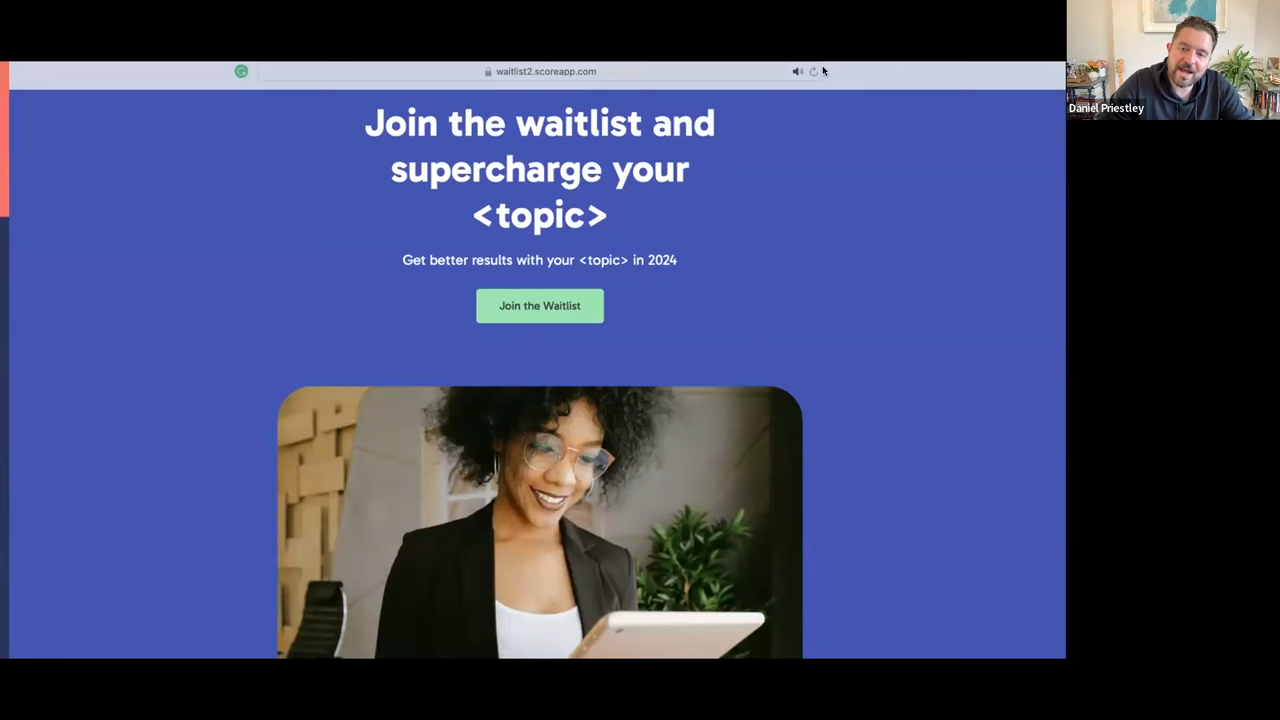 waitlist2.scoreapp.com
Daniel Priestley
Join the waitlist and
supercharge your
<topic>
Get better results with your <topic> in 2024
Join the Waitlist